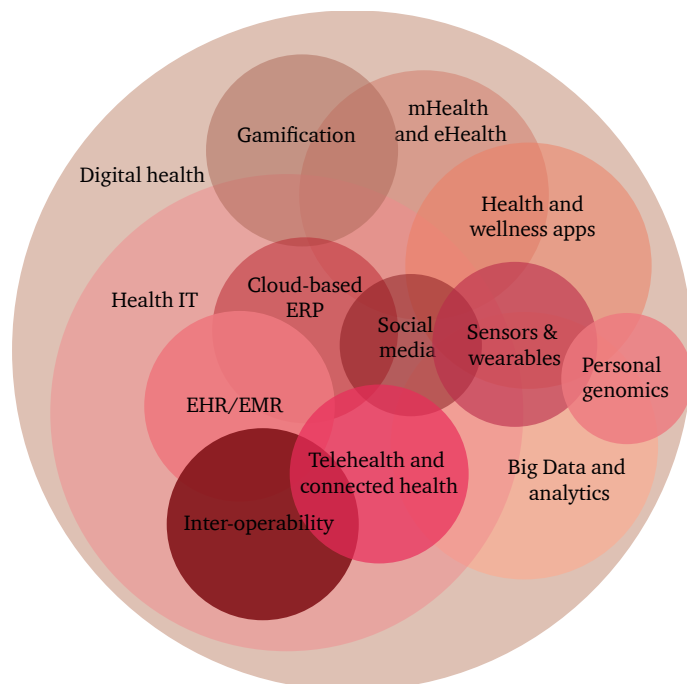 mHealth
and eHealth
Gamification
Digital health
Health and
wellness apps
Health IT
Cloud-based
ERP
Social
media
Sensors &
wearables
Personal
genomics
EHR/EMR
Telehealth and
connected health
Big Data and
analytics
Inter-operability